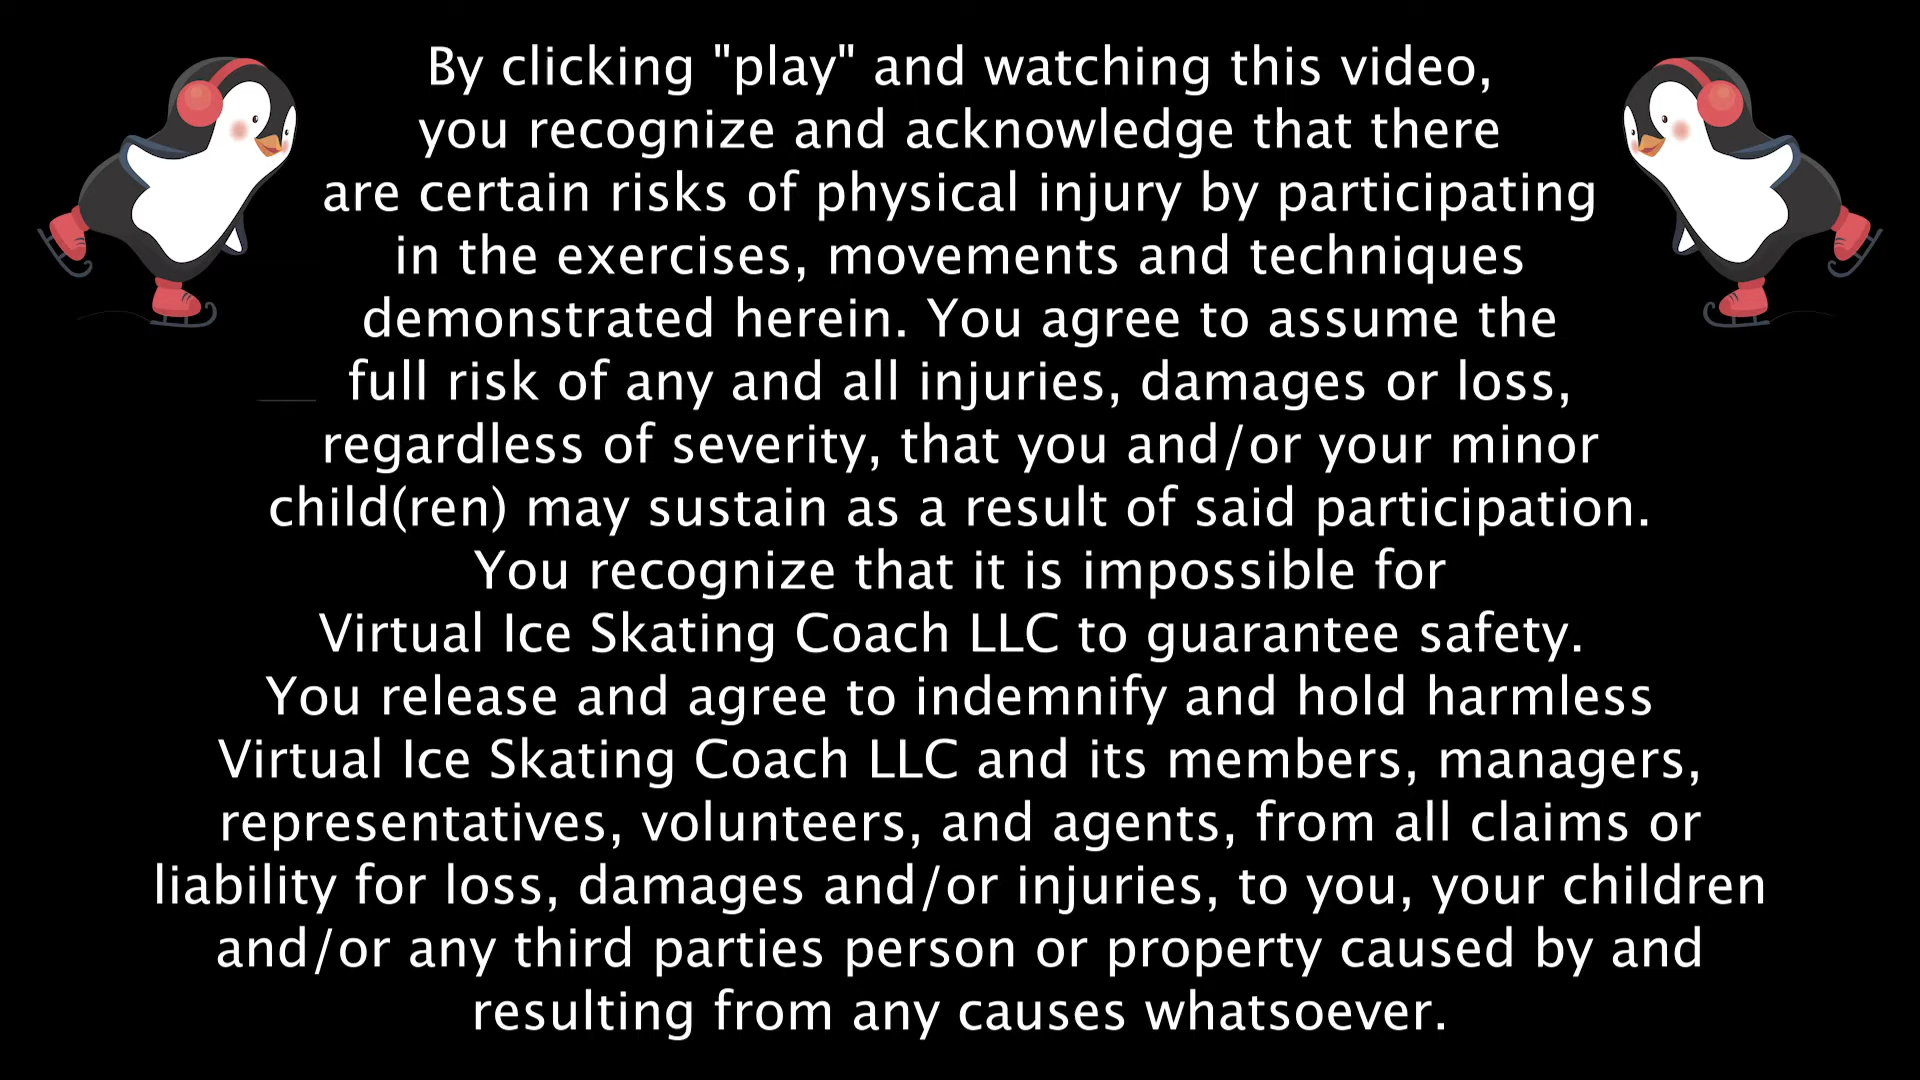 By clicking "play" and watching this video,
you recognize and acknowledge that there
are certain risks of physical injury by participating
in the exercises, movements and techniques
demonstrated herein. You agree to assume the
full risk of any and all injuries, damages or loss,
regardless of severity, that you and/or your minor
child(ren) may sustain as a result of said participation.
You recognize that it is impossible for
Virtual Ice Skating Coach LLC to guarantee safety.
You release and agree to indemnify and hold harmless
Virtual Ice Skating Coach LLC and its members, managers,
representatives, volunteers, and agents, from all claims or
liability for loss, damages and/or injuries, to you, your children
and/or any third parties person or property caused by and
resulting from any causes whatsoever.